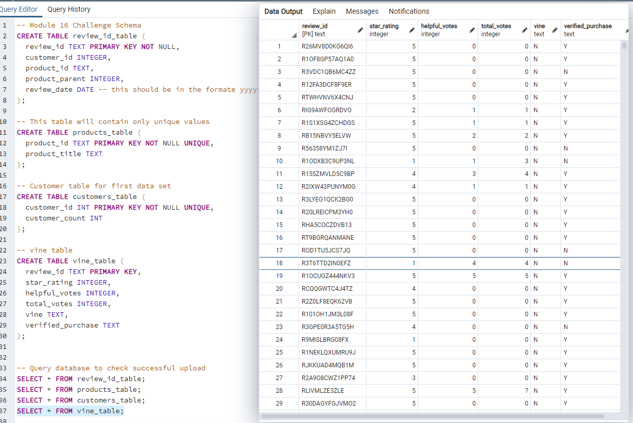 Query Editor Query History
1 -- Module 16 Challenge Schema
2 CREATE TABLE review_id_table (
3 review_id TEXT PRIMARY KEY NOT NULL,
4 customer_id INTEGER,
5 product_id TEXT,
6 product_parent INTEGER,
7 review_date DATE -- this should be in the formate yyyy
8 );
9
10 -- This table will contain only unique values
11 CREATE TABLE products_table (
12 product_id TEXT PRIMARY KEY NOT NULL UNIQUE,
13 product_title TEXT
14 );
15
16 -- Customer table for first data set
17 CREATE TABLE customers_table (
18 customer_id INT PRIMARY KEY NOT NULL UNIQUE,
19 customer_count INT
20 );
21
22 -- vine table
23 CREATE TABLE vine_table (
24 review_id TEXT PRIMARY KEY,
25 star_rating INTEGER,
26 helpful_votes INTEGER,
27 total_votes INTEGER,
28 vine TEXT,
29 verified_purchase TEXT
30 );
31
32
33 -- Query database to check successful upload
34 SELECT * FROM review_id_table;
35 SELECT * FROM products_table;
36 SELECT * FROM customers_table;
37 SELECT * FROM vine_table;
38
Data Output Explain Messages Notifications
review_id star_rating helpful_votes total_votes vine verified_purchase
[PK] text integer integer integer text text
1 R26MV8D0KG6QI6 5 0 0 N Y
2 R1OF8GP57AQ1A0 5 0 0 N Y
3 R3VDC1QB6MC4ZZ 5 0 0 N N
4 R12FA3DCF8F9ER 5 0 0 N Y
5 RTWHVNV6X4CNJ 5 0 0 N Y
6 RIG9AWFOGRDVO 2 1 1 N Y
7 R1S1XSG4ZCHDGS 5 1 1 N Y
8 RB15NBVY5ELVW 5 2 2 N Y
9 R56358YM1ZJ7I 5 0 0 N N
10 R1ODXB3C9UP3NL 1 1 3 N N
11 R155ZMVLD5C9BP 4 3 4 N Y
12 R2IXW43PUNYM0G 4 1 1 N Y
13 R3LYEG1QCK2BG0 5 0 0 N Y
14 R20LREICPM3YH0 5 0 0 N Y
15 RHA5COCZDVB13 5 0 0 N Y
16 RT9BGRQANMANE 5 0 0 N Y
17 ROD1TU5JCS7JQ 5 0 0 N N
18 R3T6TTD2IN0EFZ 1 4 4 N N
19 R1OCUGZ444NKV3 5 5 5 N Y
20 RCQQGWTC4J4TZ 4 0 0 N Y
21 R2Z0LF8EQK62VB 5 0 0 N Y
22 R101OH1JM3L08F 5 0 0 N Y
23 R3GPE0R3A5TG5H 4 0 0 N N
24 R9MISLBRG08FX 1 0 0 N Y
25 R1NEKLQXUMRU9J 5 0 0 N Y
26 RJKKUAD4MQB1M 5 0 0 N Y
27 R2A9O8CWZ1PP74 3 0 0 N Y
28 RLIVMLZE3ZLE 5 7 7 N Y
29 R30DAGYFGJVMO2 5 0 0 N Y